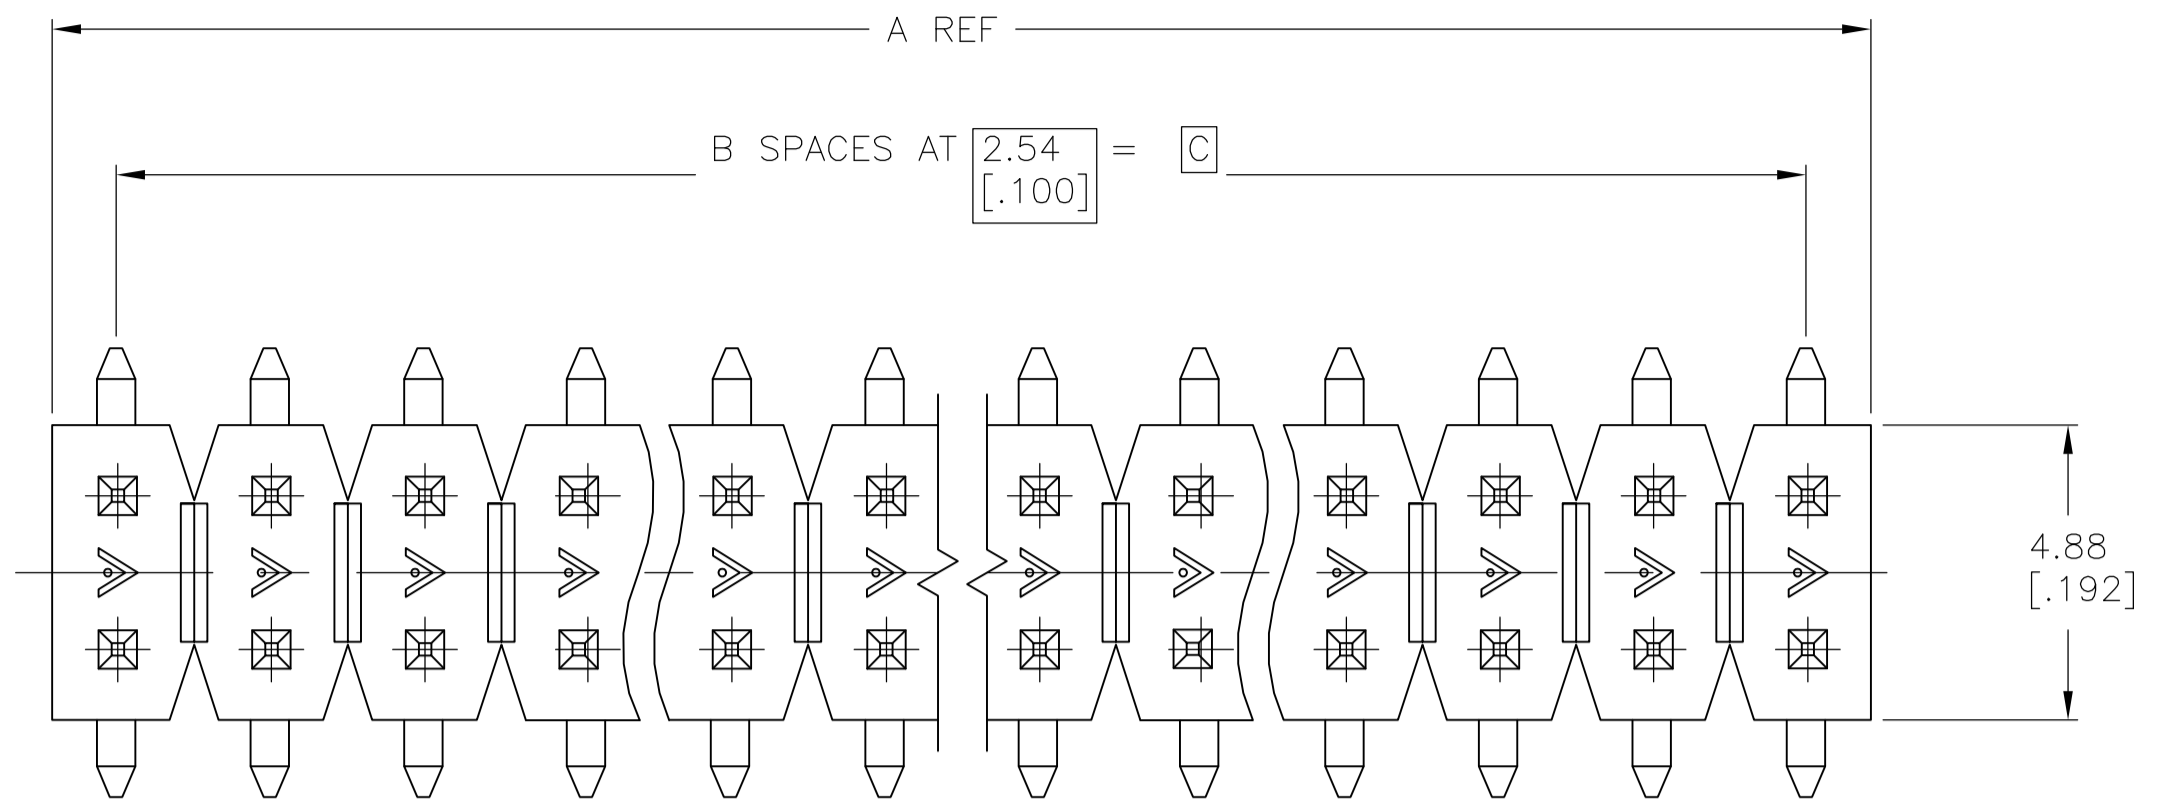 A REF
B SPACES AT 2.54 = C
[.100]
4.88
[.192]